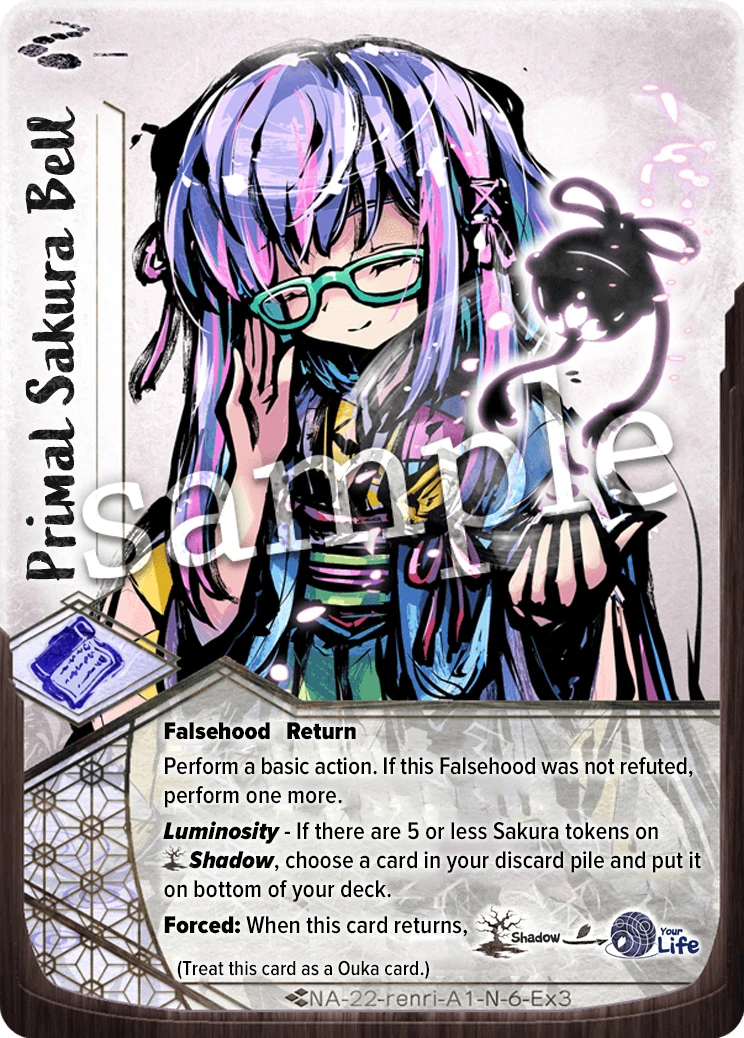 Primal Sakura Bell
sample
Falsehood Return
Perform a basic action. If this Falsehood was not refuted,
perform one more.
Luminosity - If there are 5 or less Sakura tokens on
Shadow, choose a card in your discard pile and put it
on bottom of your deck.
Forced: When this card returns, Shadow Your Life
(Treat this card as a Ouka card.)
NA-22-renri-A1-N-6-Ex3